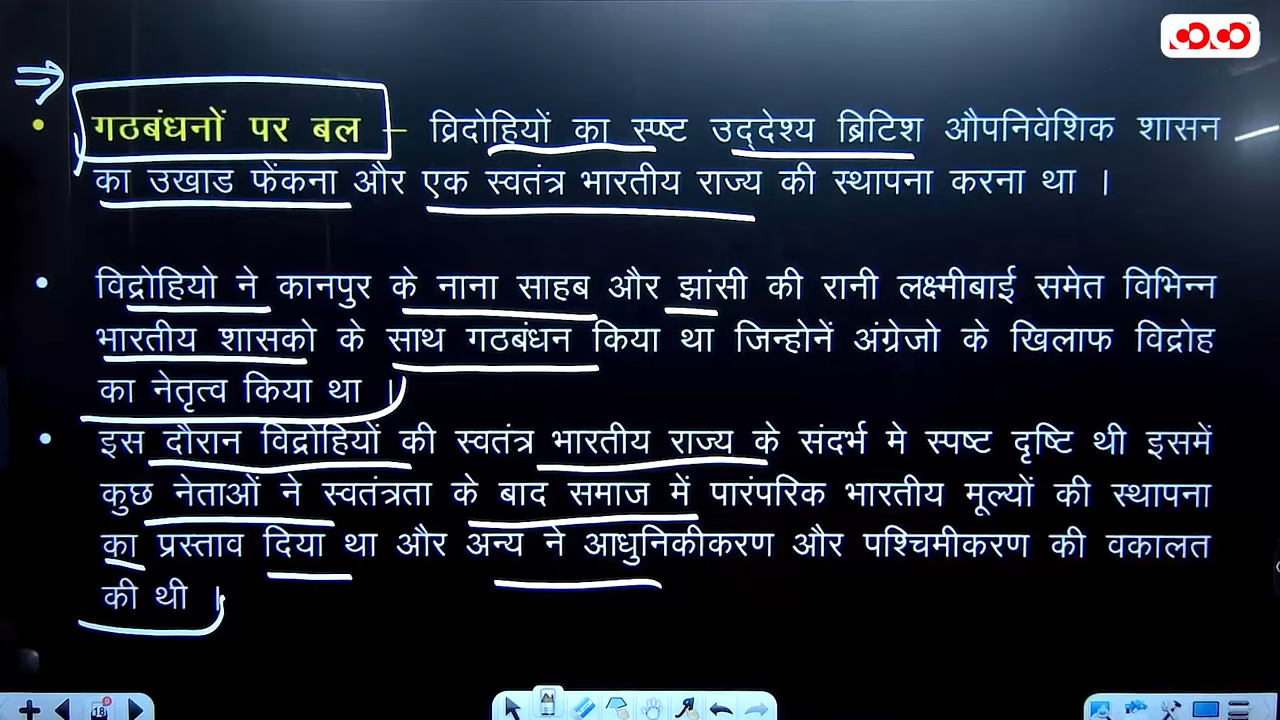 गठबंधनों पर बल – व्रिदोहियों का स्प्ष्ट उद्देश्य ब्रिटिश औपनिवेशिक शासन
का उखाड फेंकना और एक स्वतंत्र भारतीय राज्य की स्थापना करना था ।
विद्रोहियो ने कानपुर के नाना साहब और झांसी की रानी लक्ष्मीबाई समेत विभिन्न
भारतीय शासको के साथ गठबंधन किया था जिन्होनें अंग्रेजो के खिलाफ विद्रोह
का नेतृत्व किया था ।
इस दौरान विद्रोहियों की स्वतंत्र भारतीय राज्य के संदर्भ मे स्पष्ट दृष्टि थी इसमें
कुछ नेताओं ने स्वतंत्रता के बाद समाज में पारंपरिक भारतीय मूल्यों की स्थापना
का प्रस्ताव दिया था और अन्य ने आधुनिकीकरण और पश्चिमीकरण की वकालत
की थी ।
18